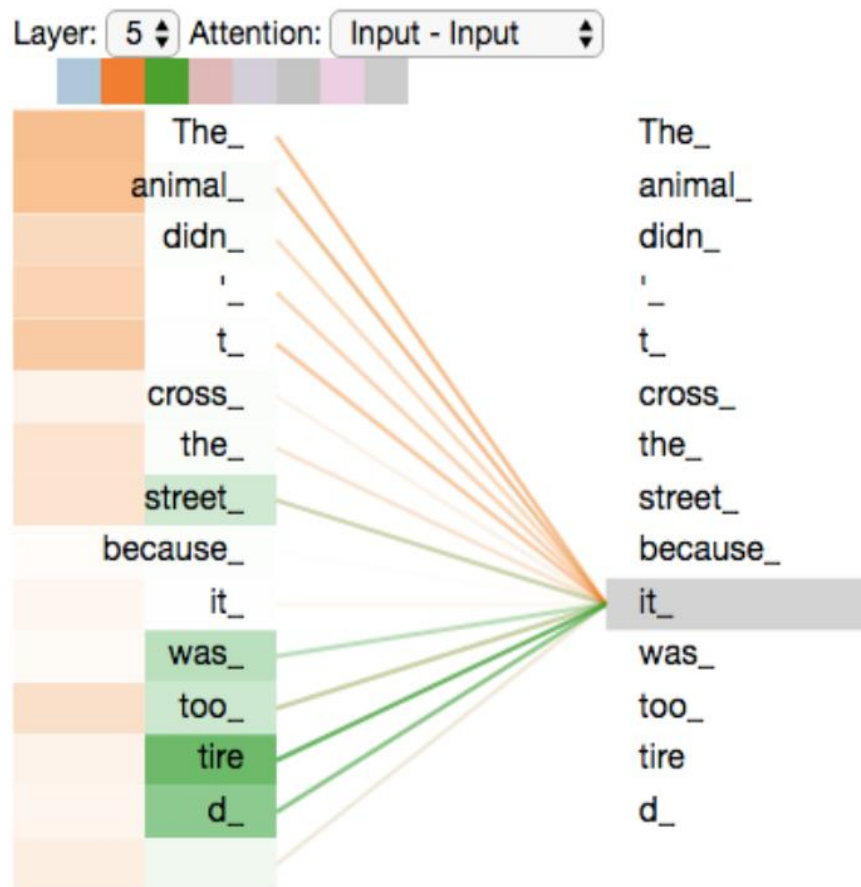 Layer: 5 Attention: Input - Input
The_ The_
animal_ animal_
didn_ didn_
'_ '_
t_ t_
cross_ cross_
the_ the_
street_ street_
because_ because_
it_ it_
was_ was_
too_ too_
tire tire
d_ d_